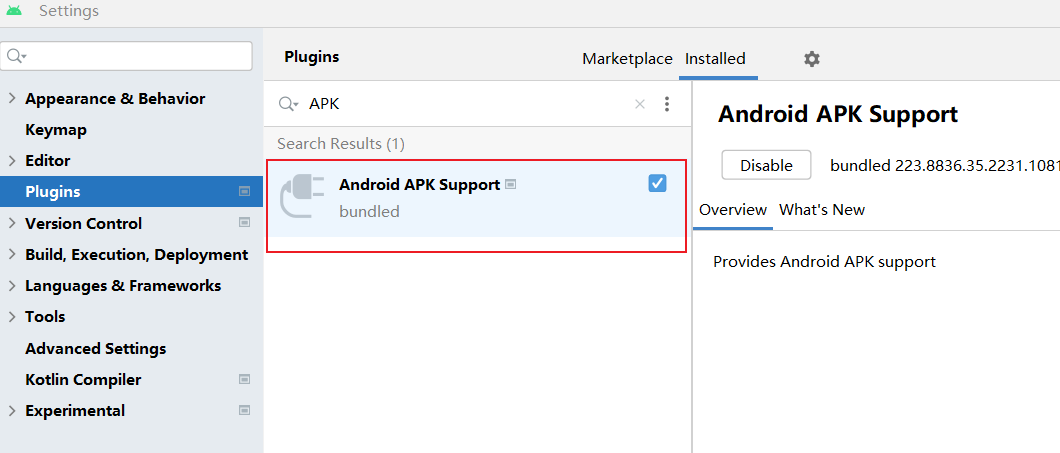 Settings
Appearance & Behavior
Keymap
Editor
Plugins
Version Control
Build, Execution, Deployment
Languages & Frameworks
Tools
Advanced Settings
Kotlin Compiler
Experimental
Plugins
Marketplace
Installed
APK
Search Results (1)
Android APK Support
bundled
Android APK Support
Disable
bundled 223.8836.35.2231.1081
Overview
What's New
Provides Android APK support